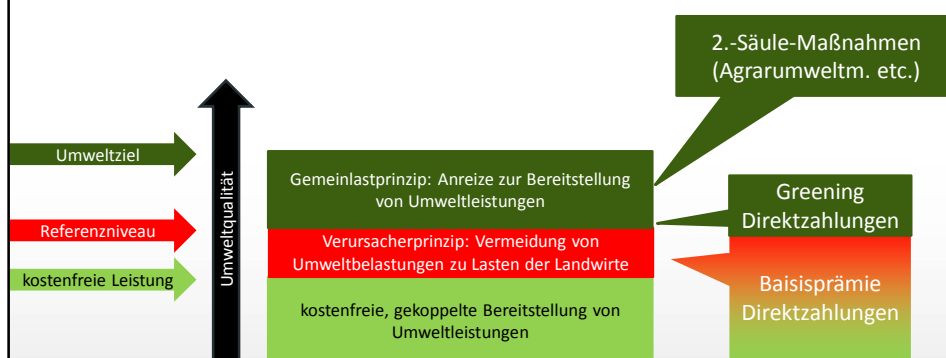 2.-Säule-Maßnahmen
(Agrarumweltm. etc.)
Umweltziel
Referenzniveau
kostenfreie Leistung
Umweltqualität
Gemeinlastprinzip: Anreize zur Bereitstellung
von Umweltleistungen
Verursacherprinzip: Vermeidung von
Umweltbelastungen zu Lasten der Landwirte
kostenfreie, gekoppelte Bereitstellung von
Umweltleistungen
Greening
Direktzahlungen
Baisisprämie
Direktzahlungen